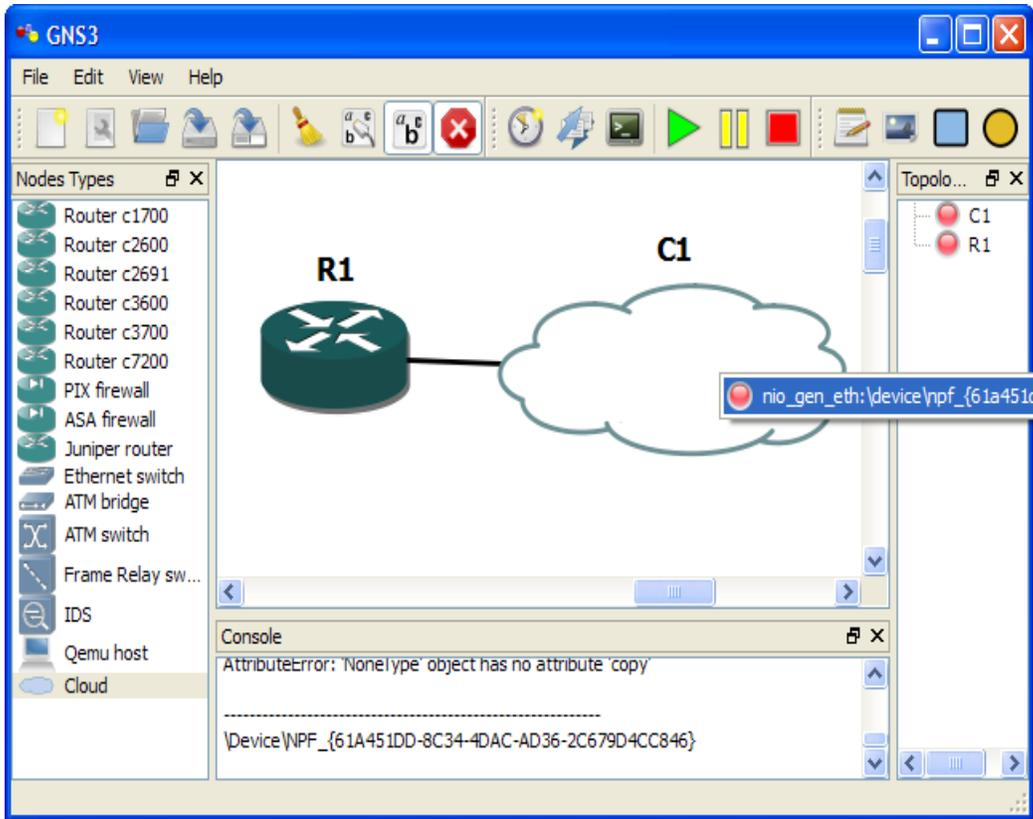 GNS3
File Edit View Help
Nodes Types
Router c1700
Router c2600
Router c2691
Router c3600
Router c3700
Router c7200
PIX firewall
ASA firewall
Juniper router
Ethernet switch
ATM bridge
ATM switch
Frame Relay sw...
IDS
Qemu host
Cloud
R1
C1
nio_gen_eth:\device\npf_{61a451d
Topolo...
C1
R1
Console
AttributeError: 'NoneType' object has no attribute 'copy'
------------------------------------------------------------
\Device\NPF_{61A451DD-8C34-4DAC-AD36-2C679D4CC846}